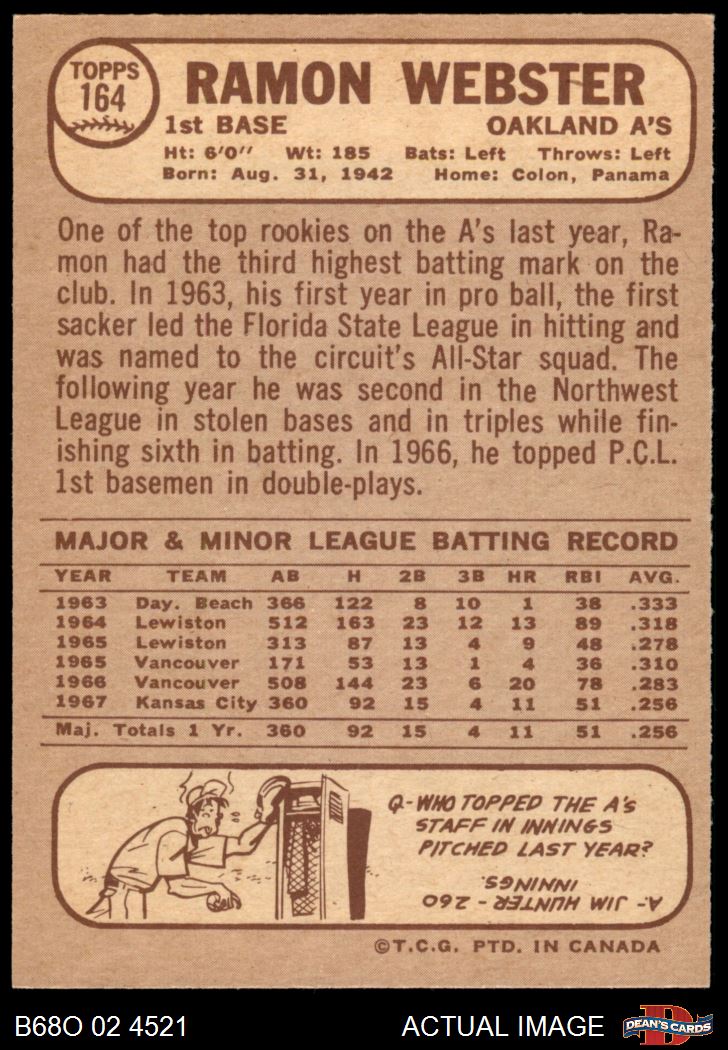 TOPPS
164
RAMON WEBSTER
1st BASE OAKLAND A'S
Ht: 6'0'' Wt: 185 Bats: Left Throws: Left
Born: Aug. 31, 1942 Home: Colon, Panama
One of the top rookies on the A's last year, Ra-
mon had the third highest batting mark on the
club. In 1963, his first year in pro ball, the first
sacker led the Florida State League in hitting and
was named to the circuit's All-Star squad. The
following year he was second in the Northwest
League in stolen bases and in triples while fin-
ishing sixth in batting. In 1966, he topped P.C.L.
1st basemen in double-plays.
MAJOR & MINOR LEAGUE BATTING RECORD
YEAR TEAM AB H 2B 3B HR RBI AVG.
1963 Day. Beach 366 122 8 10 1 38 .333
1964 Lewiston 512 163 23 12 13 89 .318
1965 Lewiston 313 87 13 4 9 48 .278
1965 Vancouver 171 53 13 1 4 36 .310
1966 Vancouver 508 144 23 6 20 78 .283
1967 Kansas City 360 92 15 4 11 51 .256
Maj. Totals 1 Yr. 360 92 15 4 11 51 .256
Q-WHO TOPPED THE A'S
STAFF IN INNINGS
PITCHED LAST YEAR?
A.- JIM HUNTER - 260
INNINGS.
©T.C.G. PTD. IN CANADA
B68O 02 4521 ACTUAL IMAGE
D
DEAN'S CARDS